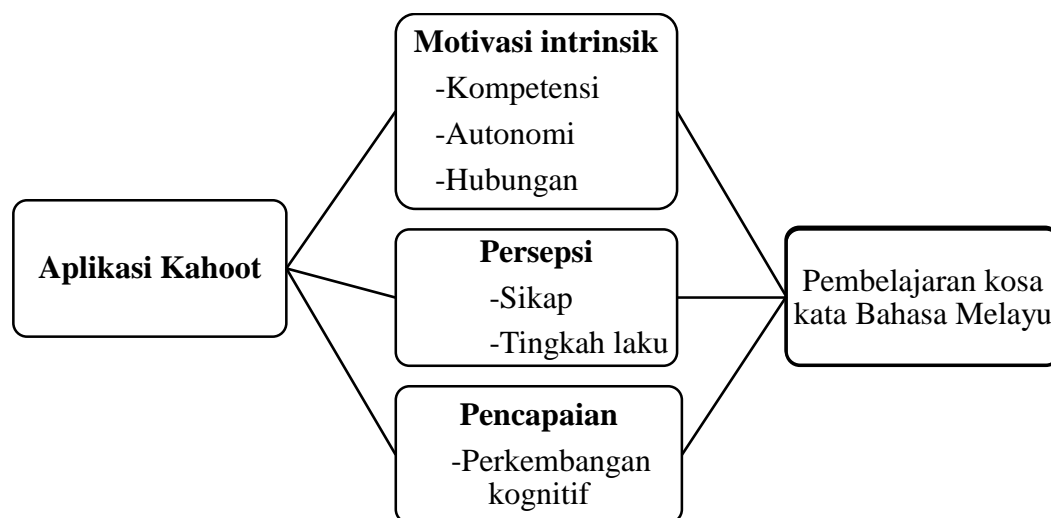 Motivasi intrinsik
-Kompetensi
-Autonomi
-Hubungan
Aplikasi Kahoot
Persepsi
-Sikap
-Tingkah laku
Pembelajaran kosa
kata Bahasa Melayu
Pencapaian
-Perkembangan
kognitif